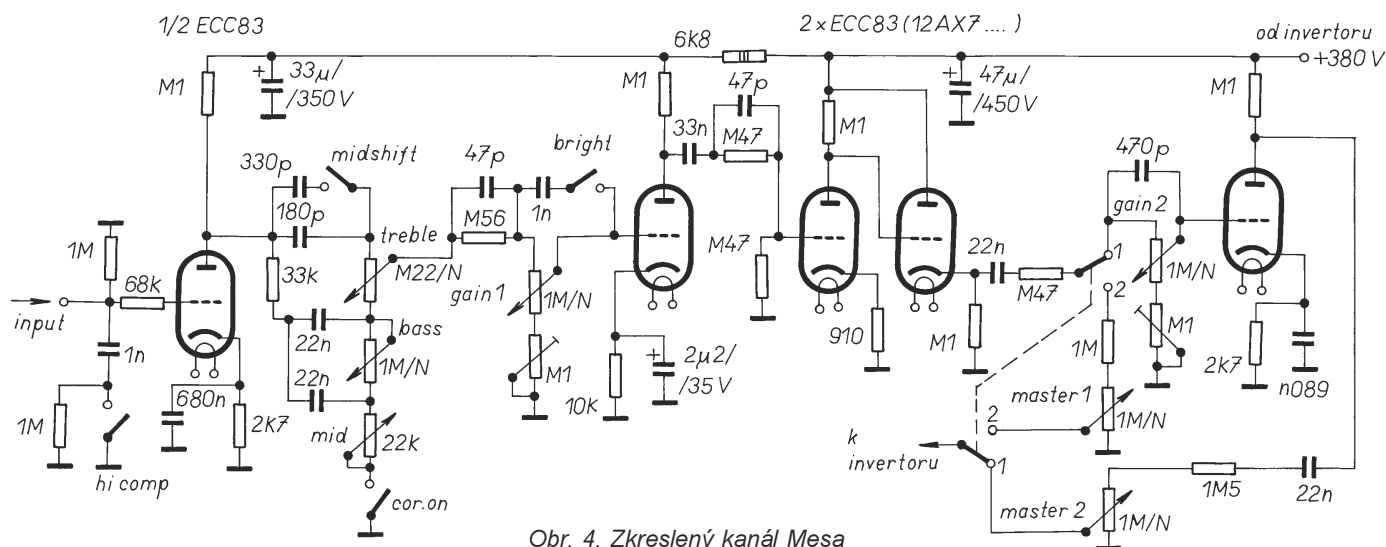 1/2 ECC83
2 x ECC83 (12AX7 .... )
od invertoru
+380 V
6K8
M1
+
33µ/
/350V
M1
47p
M47
33n
M1
+
47µ/
/450V
M1
330p
midshift
180p
47p
bright
1n
470p
gain 2
1M
treble
M56
M22/N
33k
68k
input
gain 1
1M/N
M47
22n
M47
1
1M/N
2
1n
22n
bass
1M/N
22n
910
M1
1M
M1
2k7
n089
1M
680n
2K7
M1
10K
+
2µ2/
/35V
master 1
1M/N
mid
22k
2
k
invertoru
1
hi comp
cor.on
master 2
1M/N
1M5
22n
Obr. 4. Zkreslený kanál Mesa